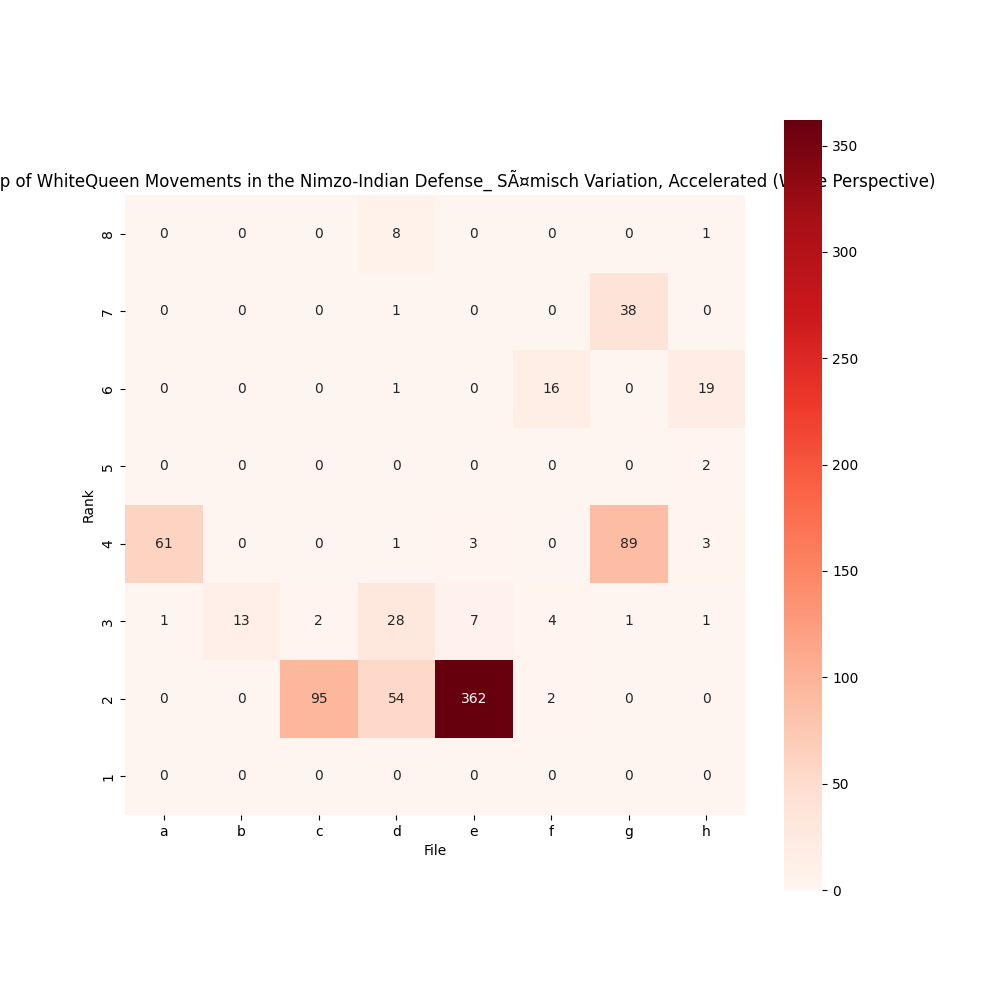 p of WhiteQueen Movements in the Nimzo-Indian Defense_ SÃ¤misch Variation, Accelerated (W e Perspective)
8 0 0 0 8 0 0 0 1
7 0 0 0 1 0 0 38 0
6 0 0 0 1 0 16 0 19
5 0 0 0 0 0 0 0 2
4 61 0 0 1 3 0 89 3
3 1 13 2 28 7 4 1 1
2 0 0 95 54 362 2 0 0
1 0 0 0 0 0 0 0 0
a b c d e f g h
File
Rank
350
300
250
200
150
100
50
0